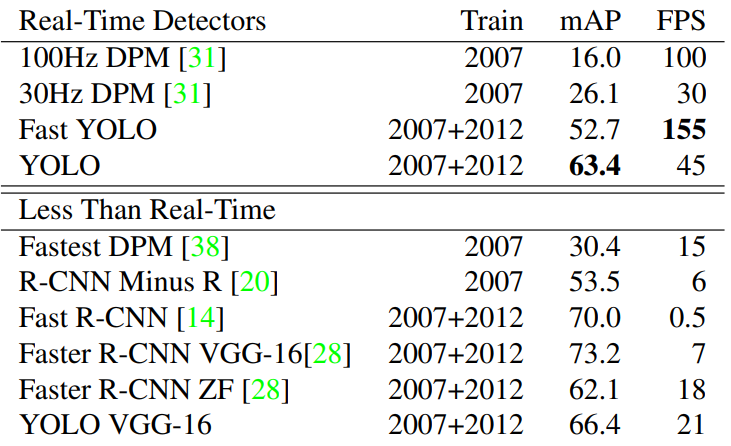 Real-Time Detectors Train mAP FPS
100Hz DPM [31] 2007 16.0 100
30Hz DPM [31] 2007 26.1 30
Fast YOLO 2007+2012 52.7 155
YOLO 2007+2012 63.4 45
Less Than Real-Time
Fastest DPM [38] 2007 30.4 15
R-CNN Minus R [20] 2007 53.5 6
Fast R-CNN [14] 2007+2012 70.0 0.5
Faster R-CNN VGG-16[28] 2007+2012 73.2 7
Faster R-CNN ZF [28] 2007+2012 62.1 18
YOLO VGG-16 2007+2012 66.4 21